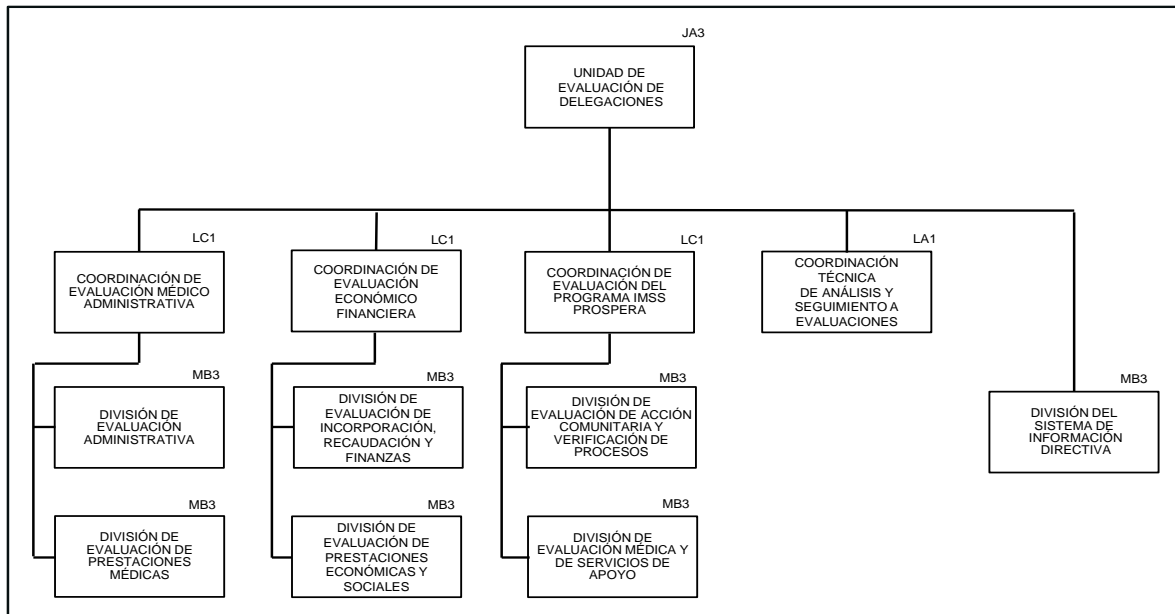 JA3
UNIDAD DE
EVALUACIÓN DE
DELEGACIONES
LC1
COORDINACIÓN DE
EVALUACIÓN MÉDICO
ADMINISTRATIVA
LC1
COORDINACIÓN DE
EVALUACIÓN
ECONÓMICO
FINANCIERA
LC1
COORDINACIÓN DE
EVALUACIÓN DEL
PROGRAMA IMSS
PROSPERA
LA1
COORDINACIÓN
TÉCNICA
DE ANÁLISIS Y
SEGUIMIENTO A
EVALUACIONES
MB3
DIVISIÓN DE
EVALUACIÓN
ADMINISTRATIVA
MB3
DIVISIÓN DE
EVALUACIÓN DE
INCORPORACIÓN,
RECAUDACIÓN Y
FINANZAS
MB3
DIVISIÓN DE
EVALUACIÓN DE ACCIÓN
COMUNITARIA Y
VERIFICACIÓN DE
PROCESOS
MB3
DIVISIÓN DEL
SISTEMA DE
INFORMACIÓN
DIRECTIVA
MB3
DIVISIÓN DE
EVALUACIÓN DE
PRESTACIONES
MÉDICAS
MB3
DIVISIÓN DE
EVALUACIÓN DE
PRESTACIONES
ECONÓMICAS Y
SOCIALES
MB3
DIVISIÓN DE
EVALUACIÓN MÉDICA Y
DE SERVICIOS DE
APOYO